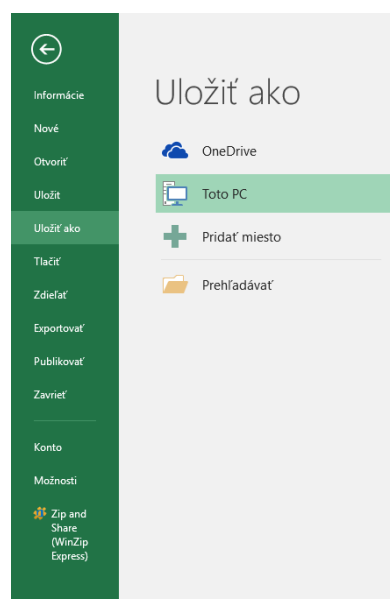 Uložiť ako
Informácie
Nové
Otvoriť
Uložit
Uložiť ako
Tlačiť
Zdieľať
Exportovať
Publikovať
Zavrieť
Konto
Možnosti
Zip and
Share
(WinZip
Express)
OneDrive
Toto PC
Pridať miesto
Prehľadávať